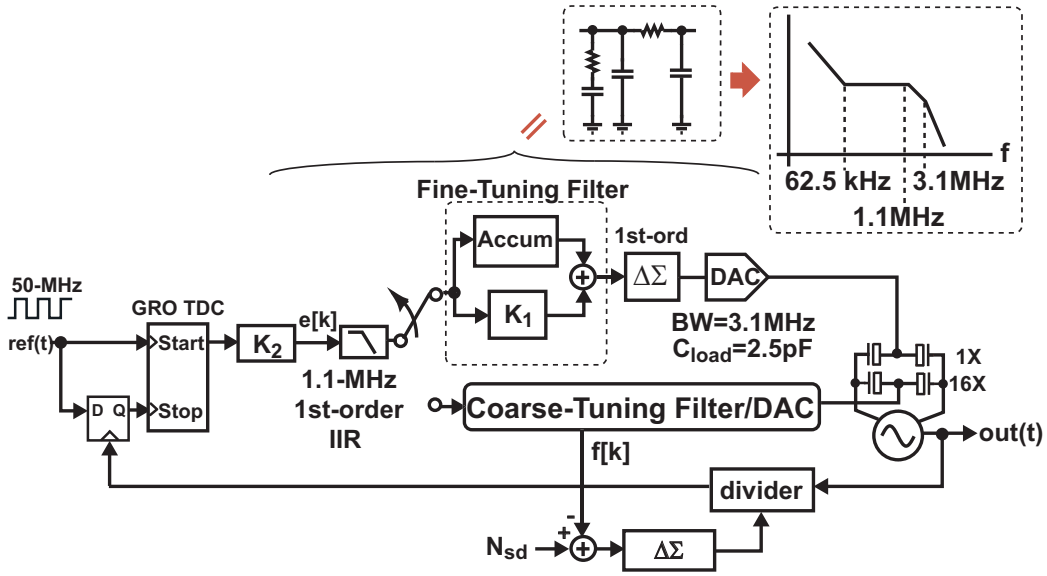 f
62.5 kHz
3.1MHz
1.1MHz
Fine-Tuning Filter
Accum
1st-ord
+
ΔΣ
DAC
K1
50-MHz
GRO TDC
ref(t)
Start
K2
e[k]
BW=3.1MHz
Cload=2.5pF
1X
16X
D Q
Stop
1.1-MHz
1st-order
IIR
Coarse-Tuning Filter/DAC
out(t)
f[k]
divider
-
+
Nsd
+
ΔΣ